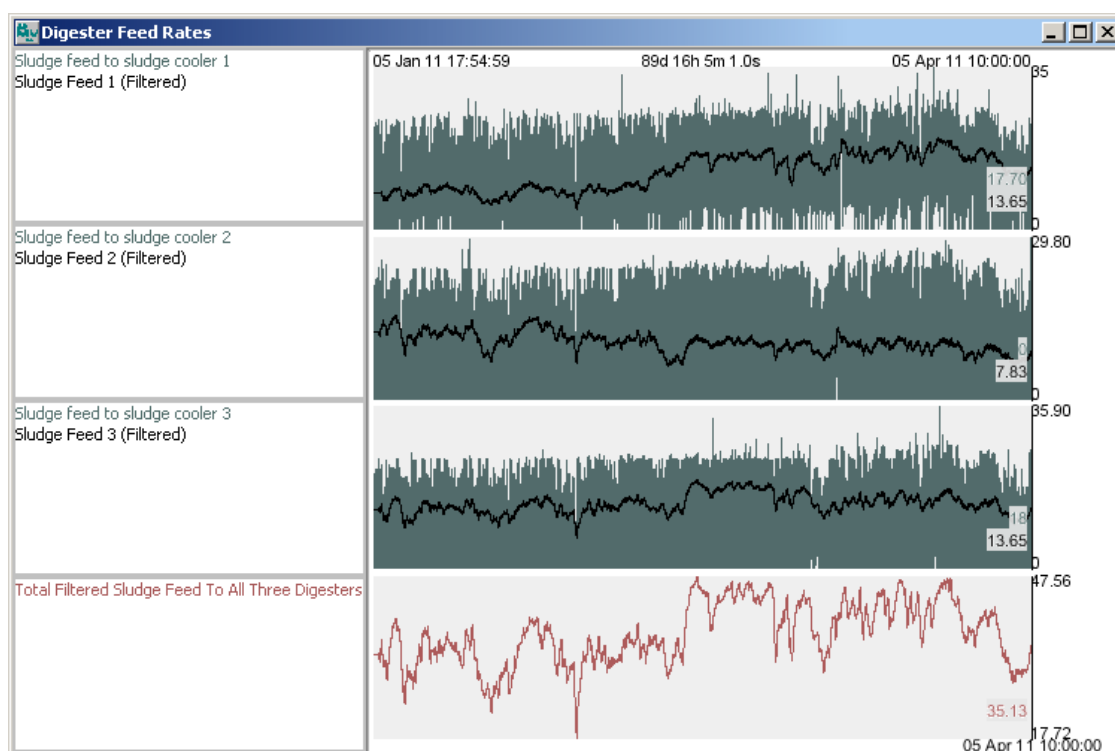 Digester Feed Rates
Sludge feed to sludge cooler 1
Sludge Feed 1 (Filtered)
05 Jan 11 17:54:59 89d 16h 5m 1.0s 05 Apr 11 10:00:00
35
17.70
13.65
0
Sludge feed to sludge cooler 2
Sludge Feed 2 (Filtered)
29.80
0
7.83
0
Sludge feed to sludge cooler 3
Sludge Feed 3 (Filtered)
35.90
18
13.65
0
Total Filtered Sludge Feed To All Three Digesters
47.56
35.13
17.72
05 Apr 11 10:00:00